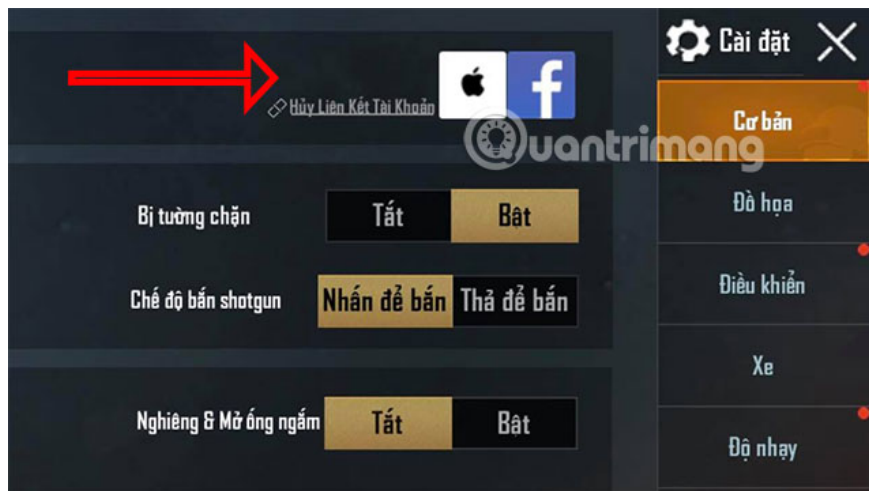 Cài đặt
Hủy Liên Kết Tài Khoản
Quantrimang
Cơ bản
Bị tường chặn
Tắt
Bật
Đồ họa
Chế độ bắn shotgun
Nhấn để bắn
Thả để bắn
Điều khiển
Xe
Nghiêng & Mở ống ngắm
Tắt
Bật
Độ nhạy